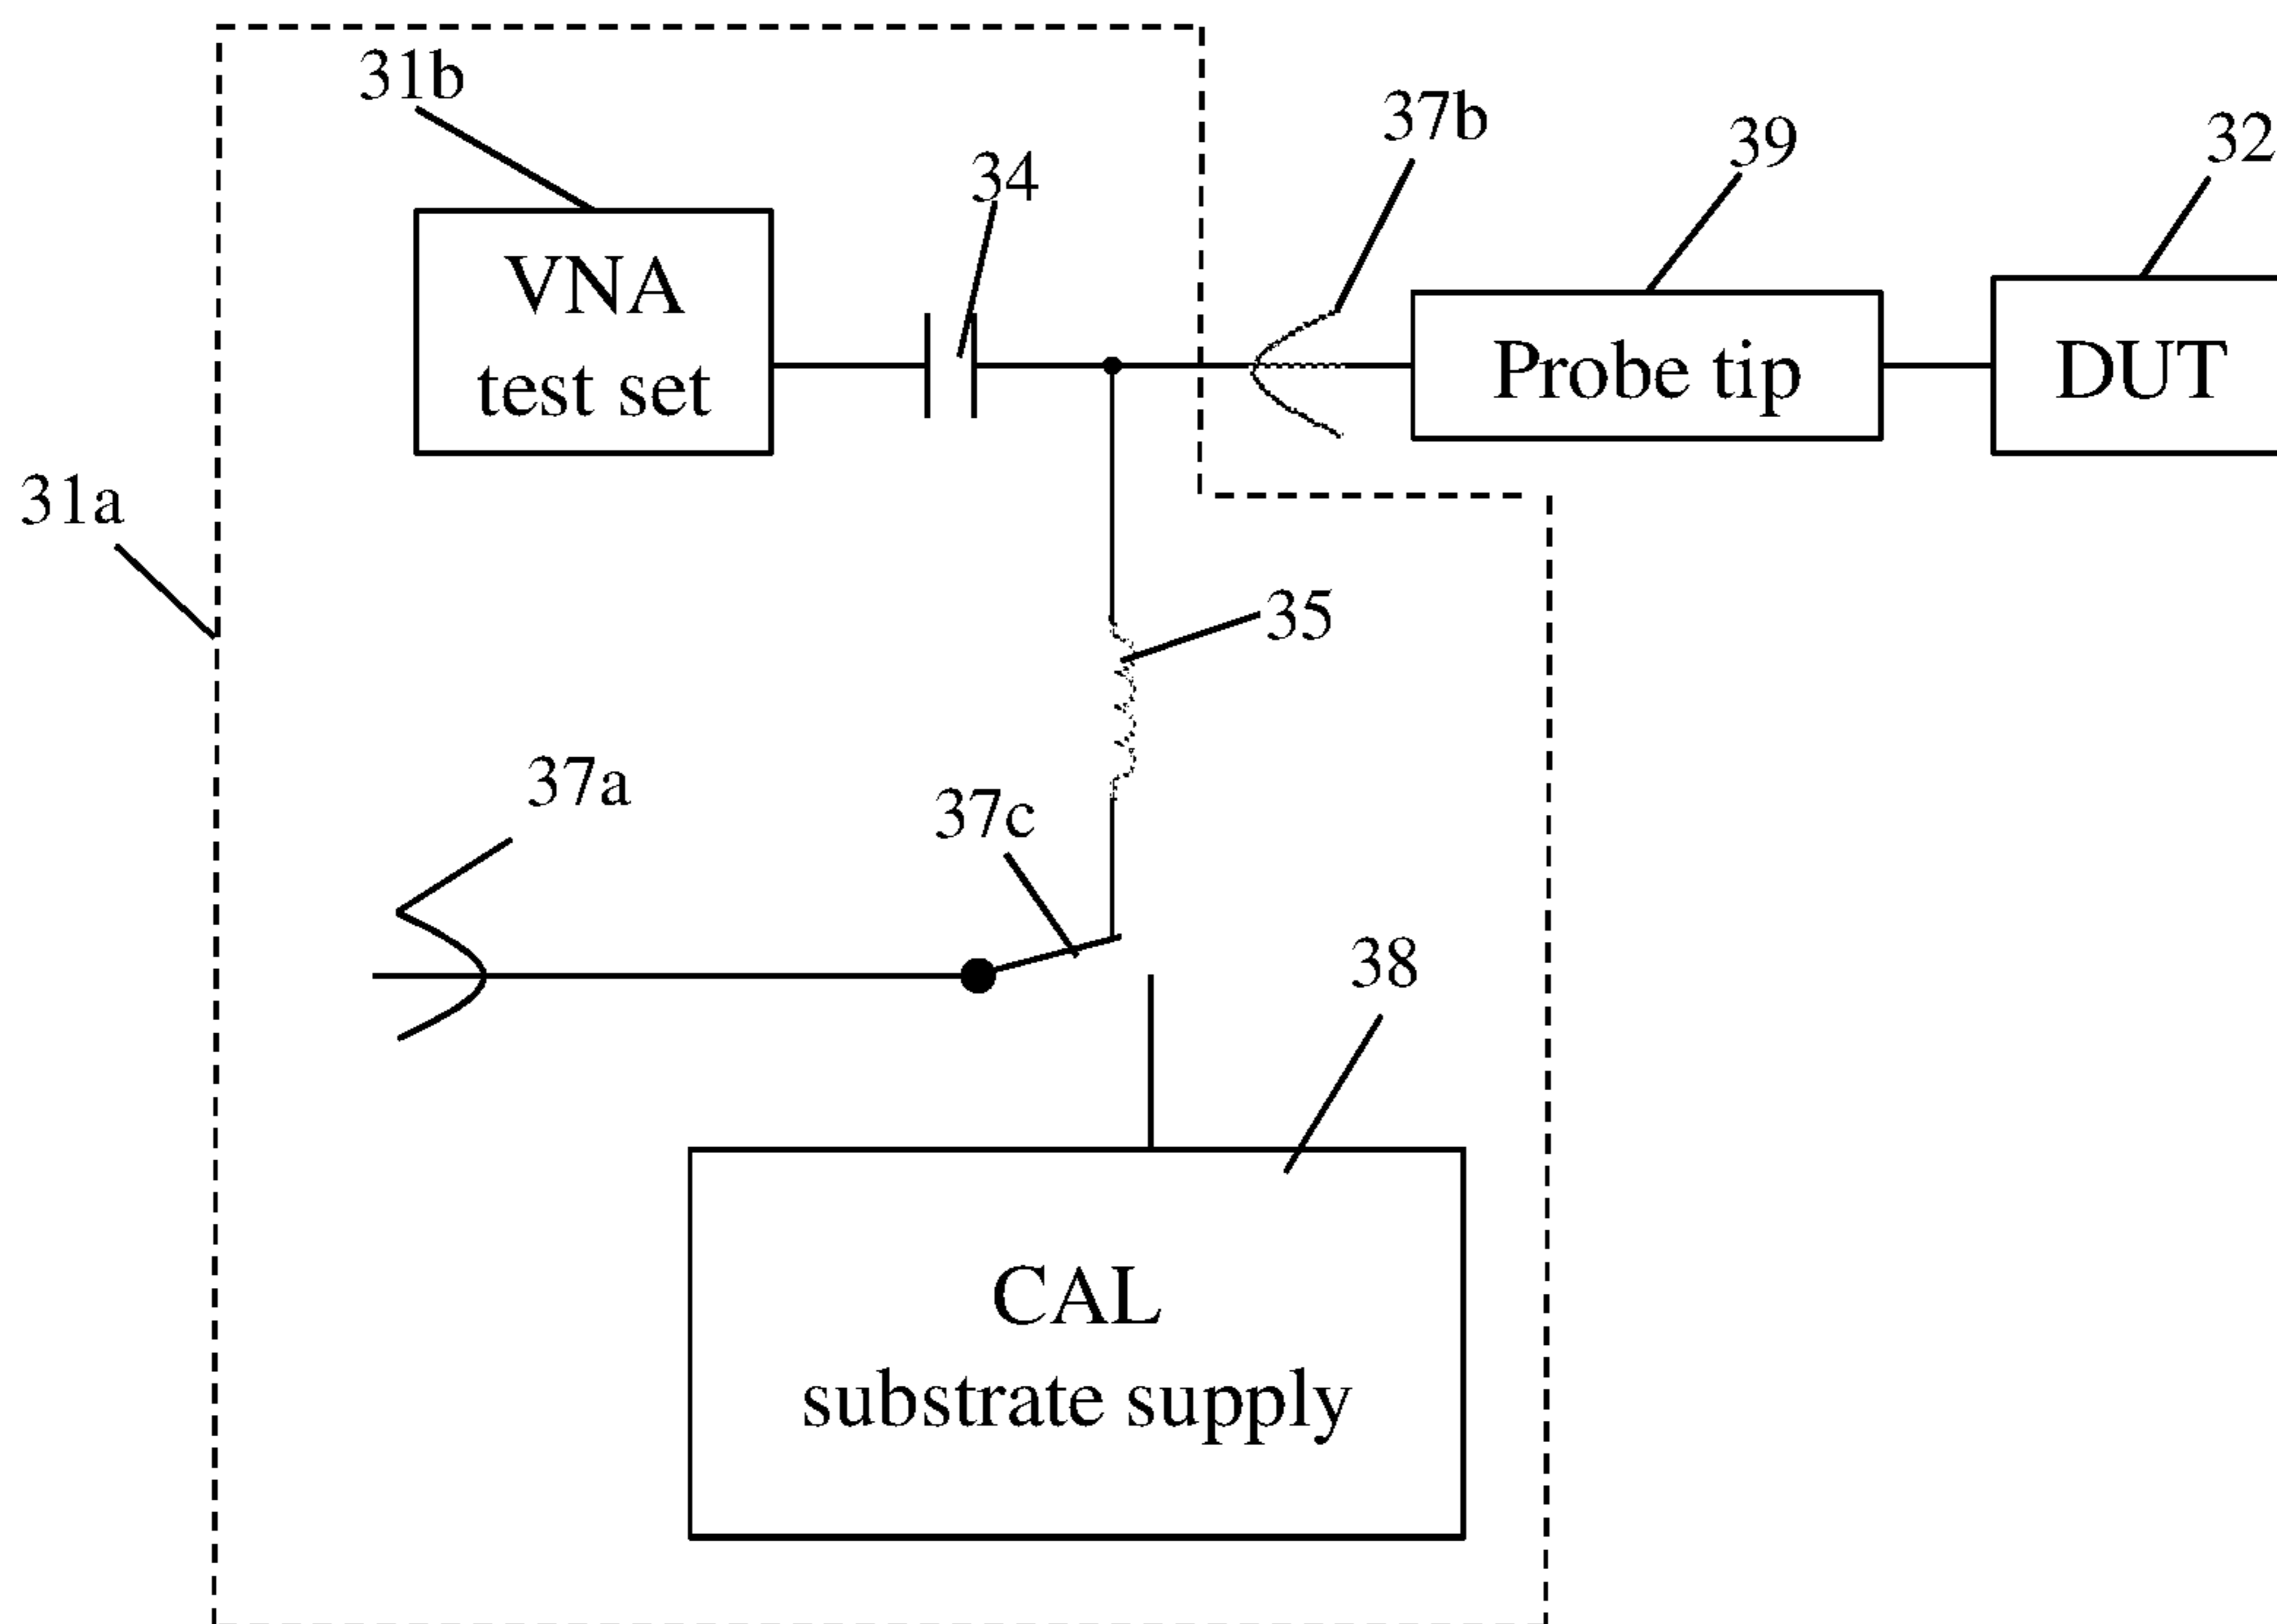 31b
34
37b
39
32
VNA
test set
Probe tip
DUT
31a
35
37a
37c
38
CAL
substrate supply